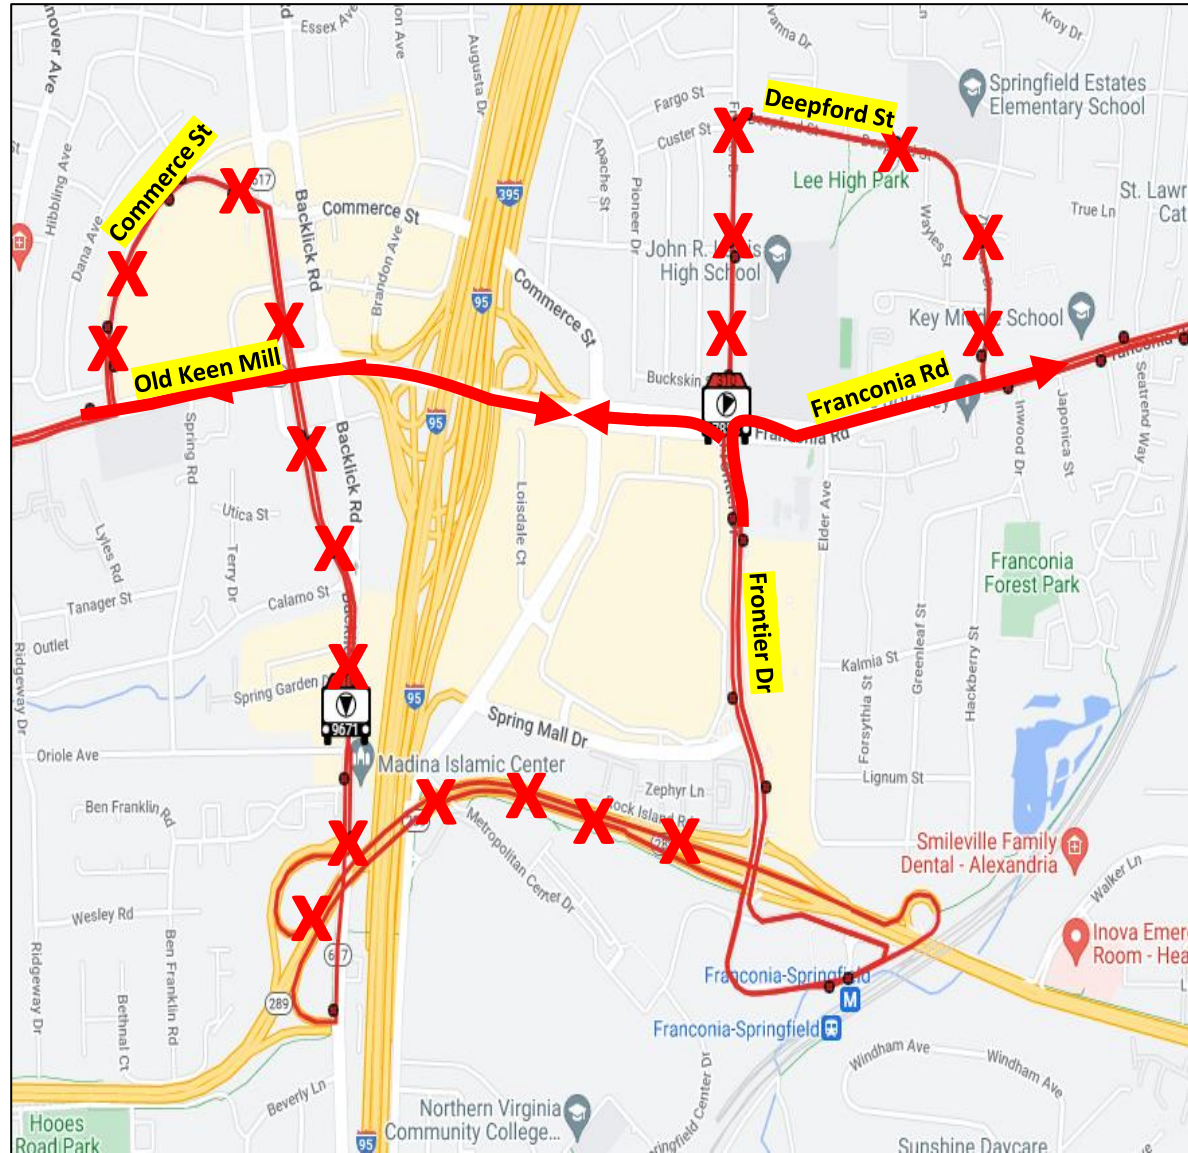 Essex Ave
Augusta Dr
Kroy Dr
Springfield Estates
Elementary School
Fargo St
Deepford St
Custer St
Commerce St
Hibbling Ave
617
395
Apache St
Pioneer Dr
Lee High Park
Dana Ave
Backlick Rd
Commerce St
Brandon Ave
Wayles St
True Ln
John R.
High School
95
Commerce St
Key Middle School
Old Keen Mill
Buckskin
Franconia Rd
Spring Rd
95
Franconia Rd
Inwood Dr
Japonica St
Seatrend Way
Backlick Rd
Loisdale Ct
Elder Ave
Utica St
Lyles Rd
Terry Dr
Tanager St
Calamo St
Franconia
Forest Park
Frontier Dr
Outlet
Ridgeway Dr
Kalmia St
Greenleaf St
Hackberry St
Forsythia St
Spring Garden
95
9671
Spring Mall Dr
Oriole Ave
Madina Islamic Center
Zephyr Ln
Lignum St
Ben Franklin Rd
Rock Island Rd
Metropolitan Center Dr
Smileville Family
Dental - Alexandria
Walker Ln
Wesley Rd
Ben Franklin Rd
Ridgeway Dr
Inova Emer
Room - Hea
Franconia-Springfield
289
M
Franconia-Springfield
Bethnal Ct
Windham Ave
Windham Ave
Beverly Ln
Northern Virginia
Community College...
Springfield Center Dr
Hooes
Road Park
95
Sunshine Daycare